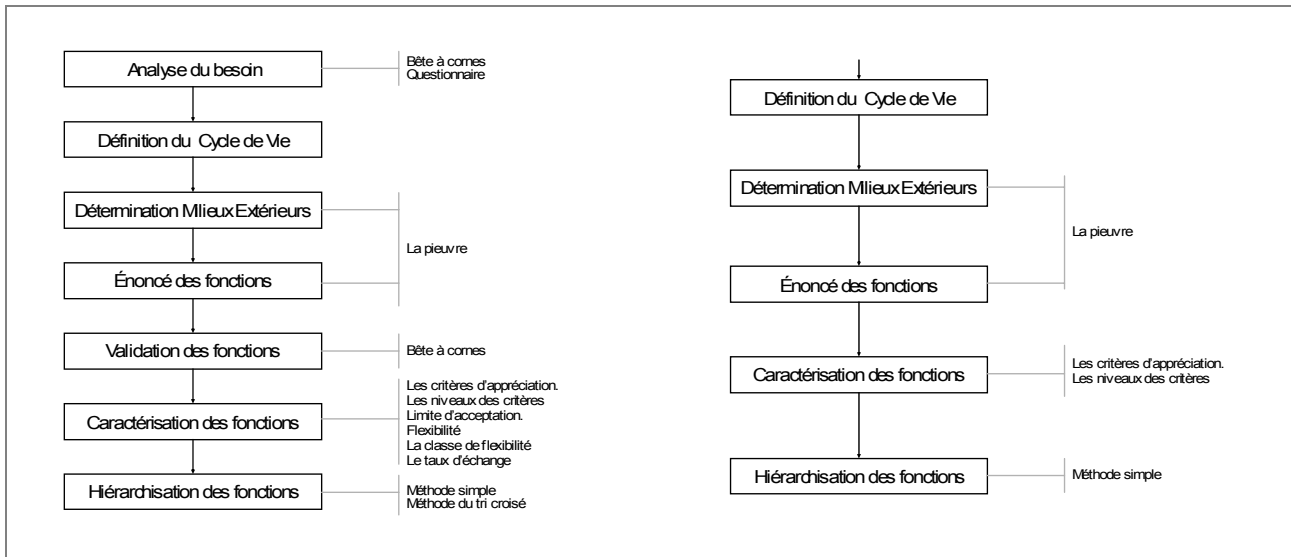 Analyse du besoin
Bête à cornes
Questionnaire
Définition du Cycle de Vie
Détermination Milieux Extérieurs
La pieuvre
Énoncé des fonctions
Validation des fonctions
Bête à cornes
Caractérisation des fonctions
Les critères d'appréciation.
Les niveaux des critères
Limite d'acceptation.
Flexibilité
La classe de flexibilité
Le taux d'échange
Hiérarchisation des fonctions
Méthode simple
Méthode du tri croisé
Définition du Cycle de Vie
Détermination Milieux Extérieurs
La pieuvre
Énoncé des fonctions
Caractérisation des fonctions
Les critères d'appréciation.
Les niveaux des critères
Hiérarchisation des fonctions
Méthode simple